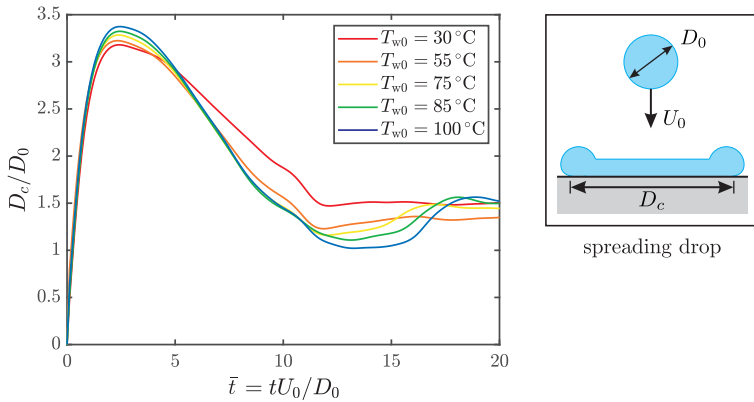 D_c/D_0
3.5
3
2.5
2
1.5
1
0.5
0
0
5
10
15
20
t̄ = tU_0/D_0
T_w0 = 30 °C
T_w0 = 55 °C
T_w0 = 75 °C
T_w0 = 85 °C
T_w0 = 100 °C
D_0
U_0
D_c
spreading drop